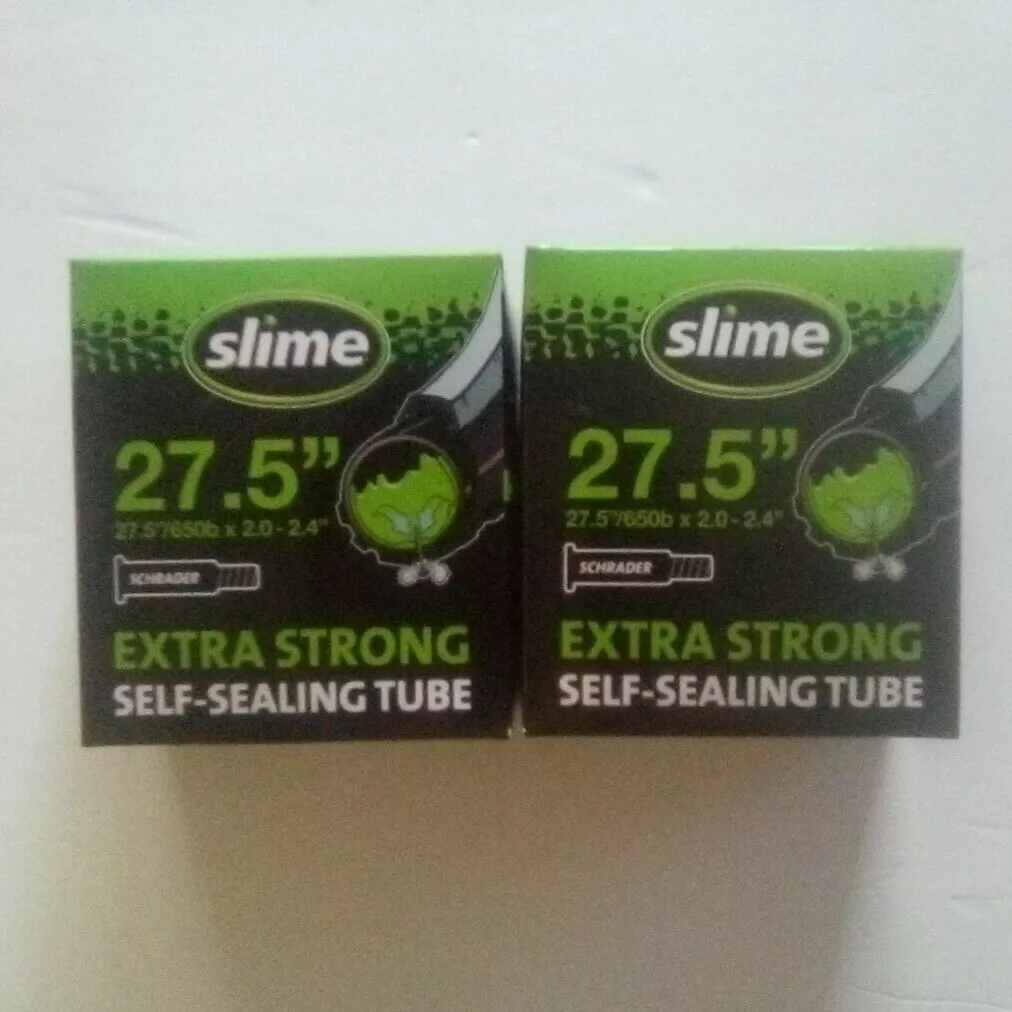 slime
27.5”
27.5"/650b x 2.0 - 2.4"
SCHRADER
EXTRA STRONG
SELF-SEALING TUBE
slime
27.5”
27.5"/650b x 2.0 - 2.4"
SCHRADER
EXTRA STRONG
SELF-SEALING TUBE